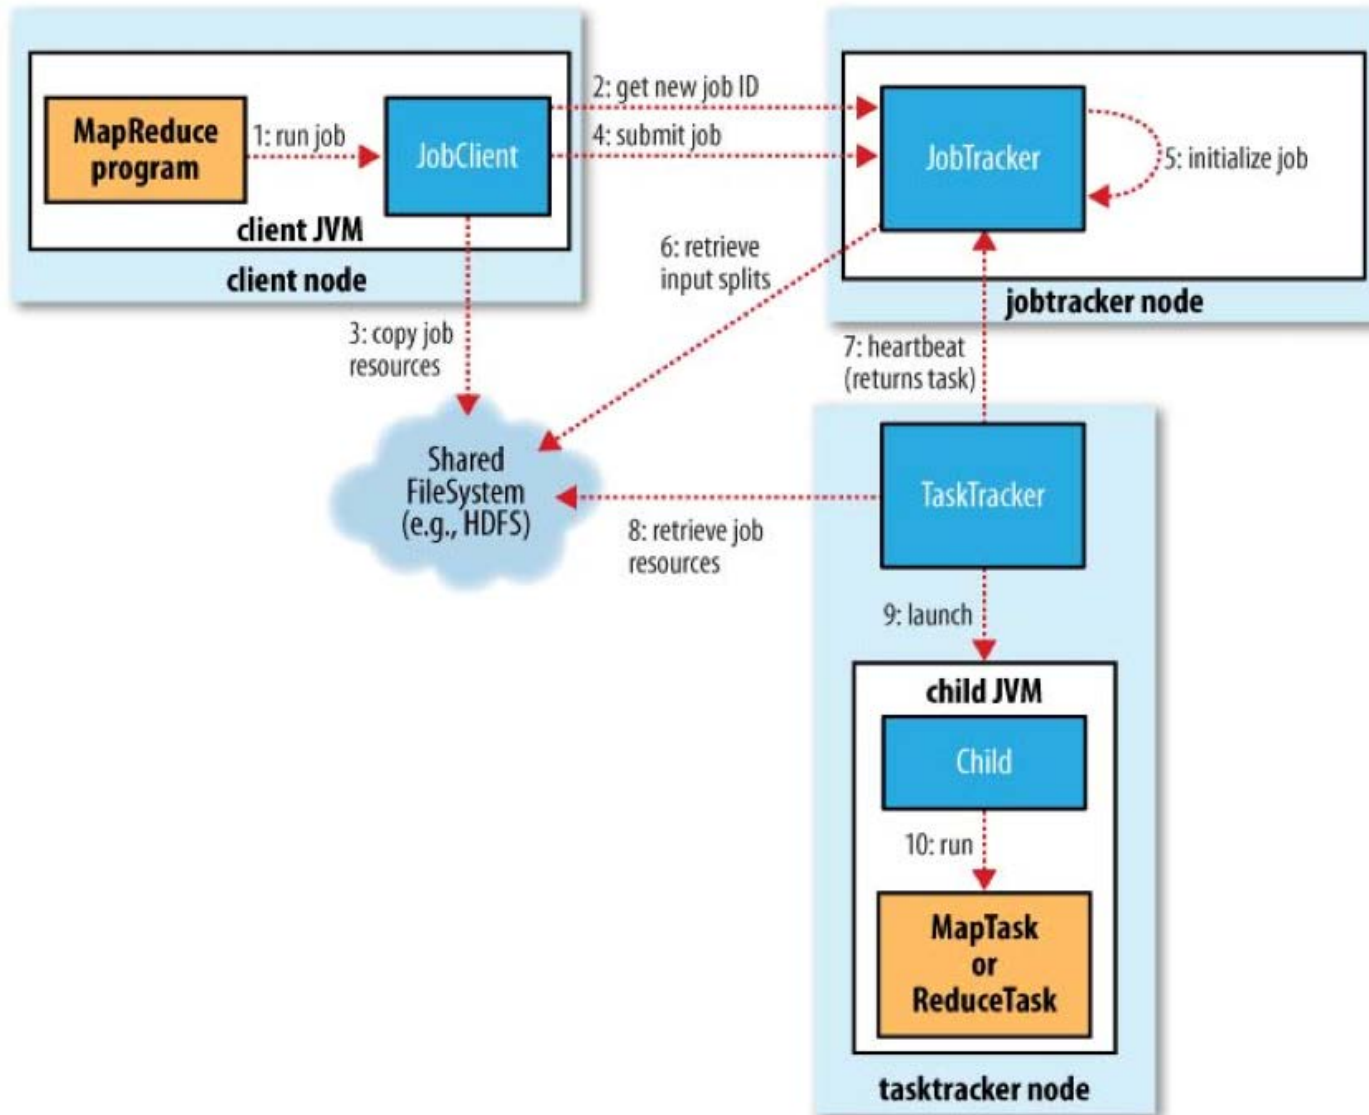 MapReduce
program
1: run job
JobClient
client JVM
client node
2: get new job ID
4: submit job
JobTracker
5: initialize job
jobtracker node
6: retrieve
input splits
3: copy job
resources
7: heartbeat
(returns task)
Shared
FileSystem
(e.g., HDFS)
TaskTracker
8: retrieve job
resources
9: launch
child JVM
Child
10: run
MapTask
or
ReduceTask
tasktracker node